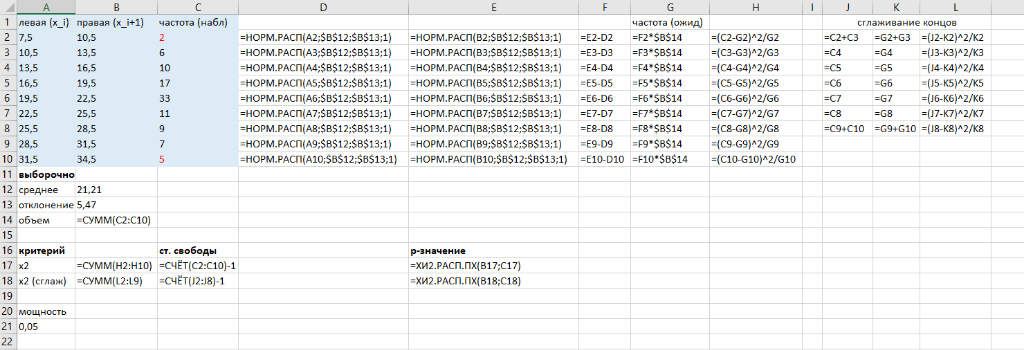 A B C D E F G H I J K L
1 левая (x_i) правая (x_i+1) частота (набл) частота (ожид) сглаживание концов
2 7,5 10,5 2 =НОРМ.РАСП(A2;$B$12;$B$13;1) =НОРМ.РАСП(B2;$B$12;$B$13;1) =E2-D2 =F2*$B$14 =(C2-G2)^2/G2 =C2+C3 =G2+G3 =(J2-K2)^2/K2
3 10,5 13,5 6 =НОРМ.РАСП(A3;$B$12;$B$13;1) =НОРМ.РАСП(B3;$B$12;$B$13;1) =E3-D3 =F3*$B$14 =(C3-G3)^2/G3 =C4 =G4 =(J3-K3)^2/K3
4 13,5 16,5 10 =НОРМ.РАСП(A4;$B$12;$B$13;1) =НОРМ.РАСП(B4;$B$12;$B$13;1) =E4-D4 =F4*$B$14 =(C4-G4)^2/G4 =C5 =G5 =(J4-K4)^2/K4
5 16,5 19,5 17 =НОРМ.РАСП(A5;$B$12;$B$13;1) =НОРМ.РАСП(B5;$B$12;$B$13;1) =E5-D5 =F5*$B$14 =(C5-G5)^2/G5 =C6 =G6 =(J5-K5)^2/K5
6 19,5 22,5 33 =НОРМ.РАСП(A6;$B$12;$B$13;1) =НОРМ.РАСП(B6;$B$12;$B$13;1) =E6-D6 =F6*$B$14 =(C6-G6)^2/G6 =C7 =G7 =(J6-K6)^2/K6
7 22,5 25,5 11 =НОРМ.РАСП(A7;$B$12;$B$13;1) =НОРМ.РАСП(B7;$B$12;$B$13;1) =E7-D7 =F7*$B$14 =(C7-G7)^2/G7 =C8 =G8 =(J7-K7)^2/K7
8 25,5 28,5 9 =НОРМ.РАСП(A8;$B$12;$B$13;1) =НОРМ.РАСП(B8;$B$12;$B$13;1) =E8-D8 =F8*$B$14 =(C8-G8)^2/G8 =C9+C10 =G9+G10 =(J8-K8)^2/K8
9 28,5 31,5 7 =НОРМ.РАСП(A9;$B$12;$B$13;1) =НОРМ.РАСП(B9;$B$12;$B$13;1) =E9-D9 =F9*$B$14 =(C9-G9)^2/G9
10 31,5 34,5 5 =НОРМ.РАСП(A10;$B$12;$B$13;1) =НОРМ.РАСП(B10;$B$12;$B$13;1) =E10-D10 =F10*$B$14 =(C10-G10)^2/G10
11 выборочно
12 среднее 21,21
13 отклонение 5,47
14 объем =СУММ(C2:C10)
15
16 критерий ст. свободы p-значение
17 x2 =СУММ(H2:H10) =СЧЁТ(C2:C10)-1 =ХИ2.РАСП.ПХ(B17;C17)
18 x2 (сглаж) =СУММ(L2:L9) =СЧЁТ(J2:J8)-1 =ХИ2.РАСП.ПХ(B18;C18)
19
20 мощность
21 0,05
22